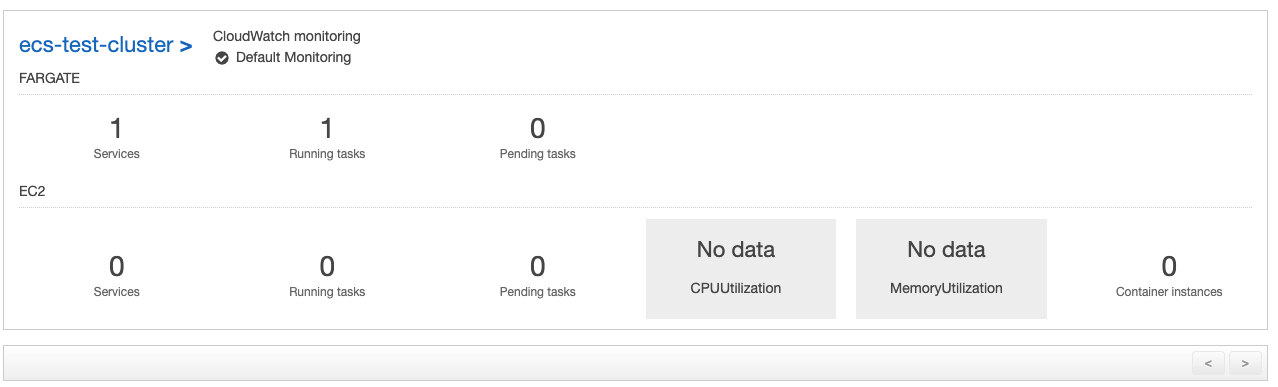 ecs-test-cluster >
CloudWatch monitoring
Default Monitoring
FARGATE
1 1 0
Services Running tasks Pending tasks
EC2
0 0 0 No data No data 0
Services Running tasks Pending tasks CPUUtilization MemoryUtilization Container instances
< >